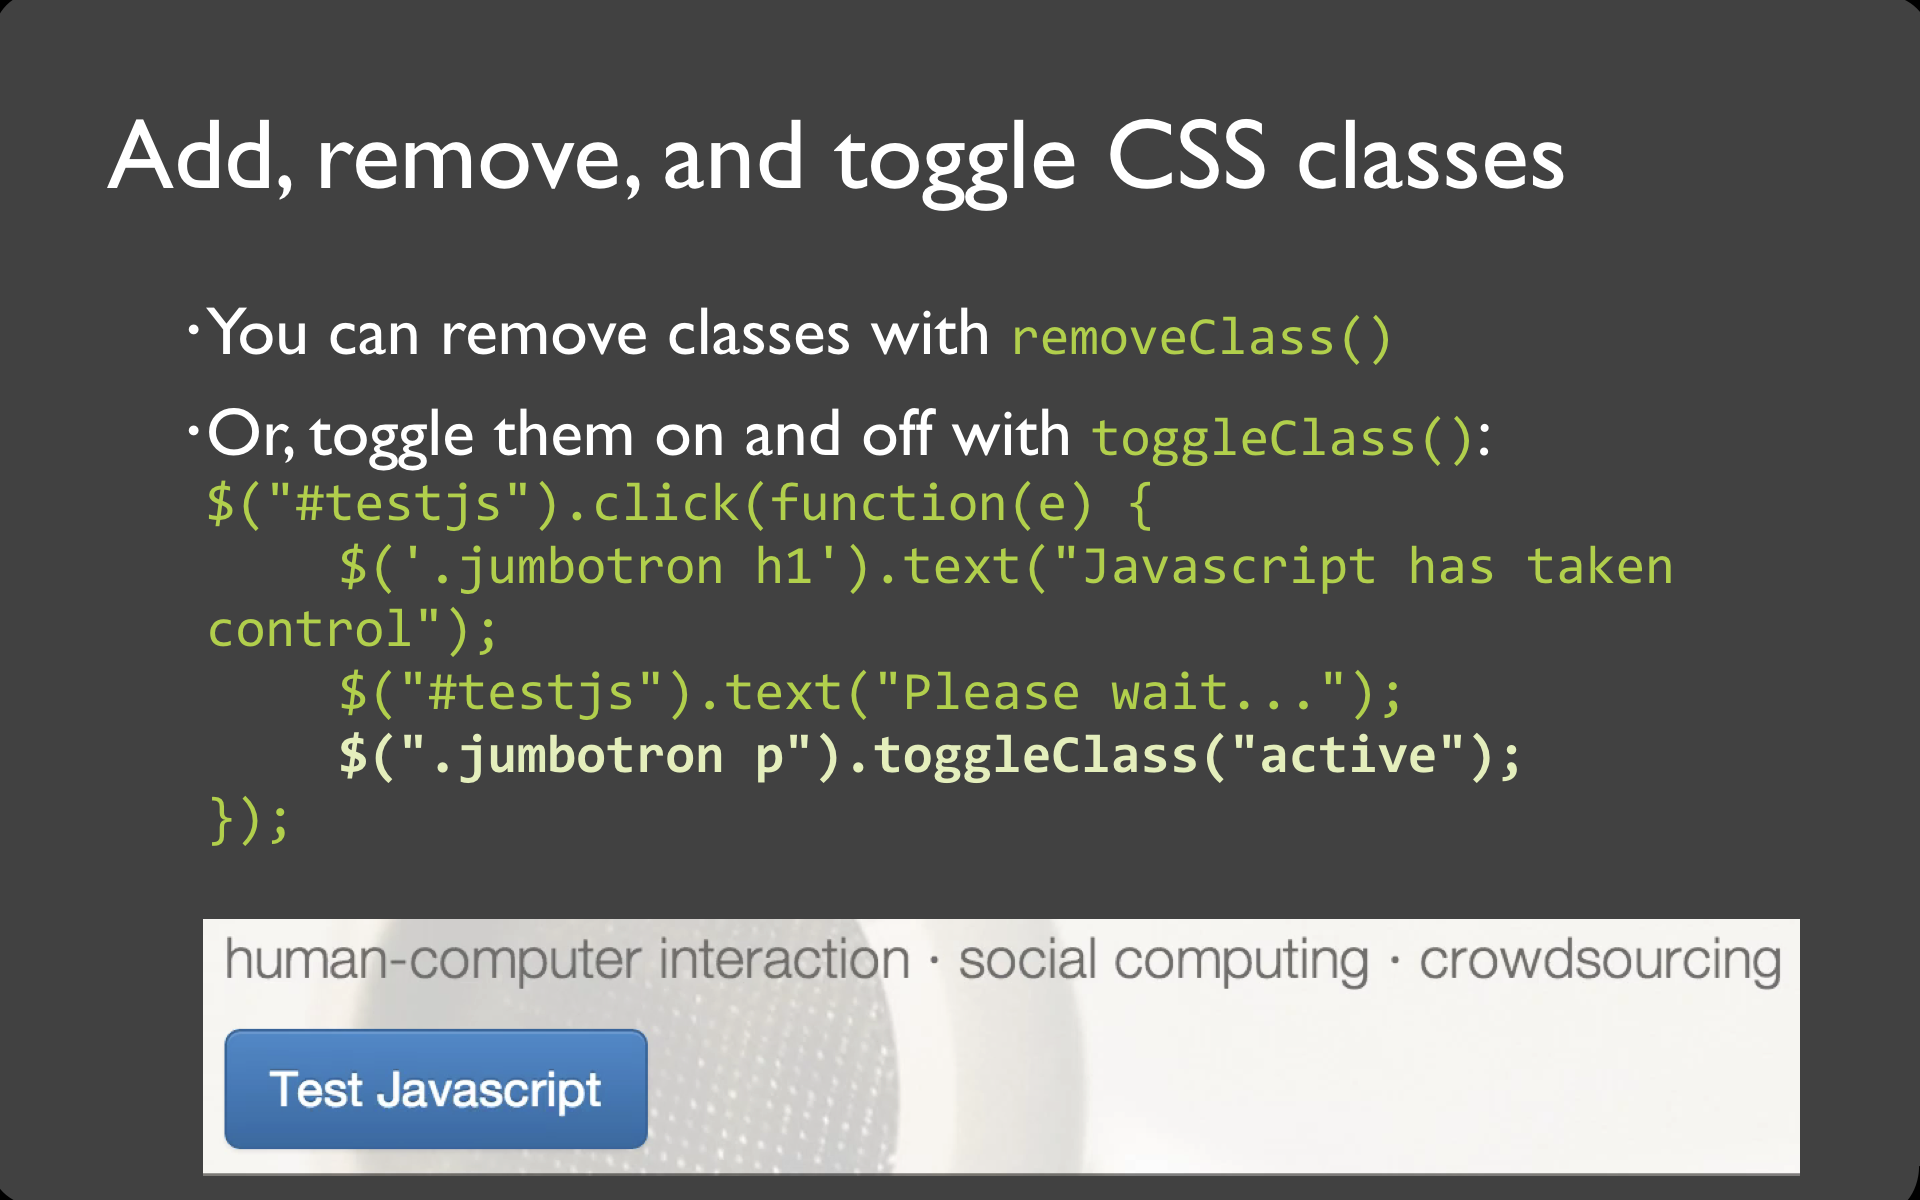 Add, remove, and toggle CSS classes
·You can remove classes with removeClass()
·Or, toggle them on and off with toggleClass():
$("#testjs").click(function(e) {
$('.jumbotron h1').text("Javascript has taken
control");
$("#testjs").text("Please wait...");
$(".jumbotron p").toggleClass("active");
});
human-computer interaction · social computing · crowdsourcing
Test Javascript